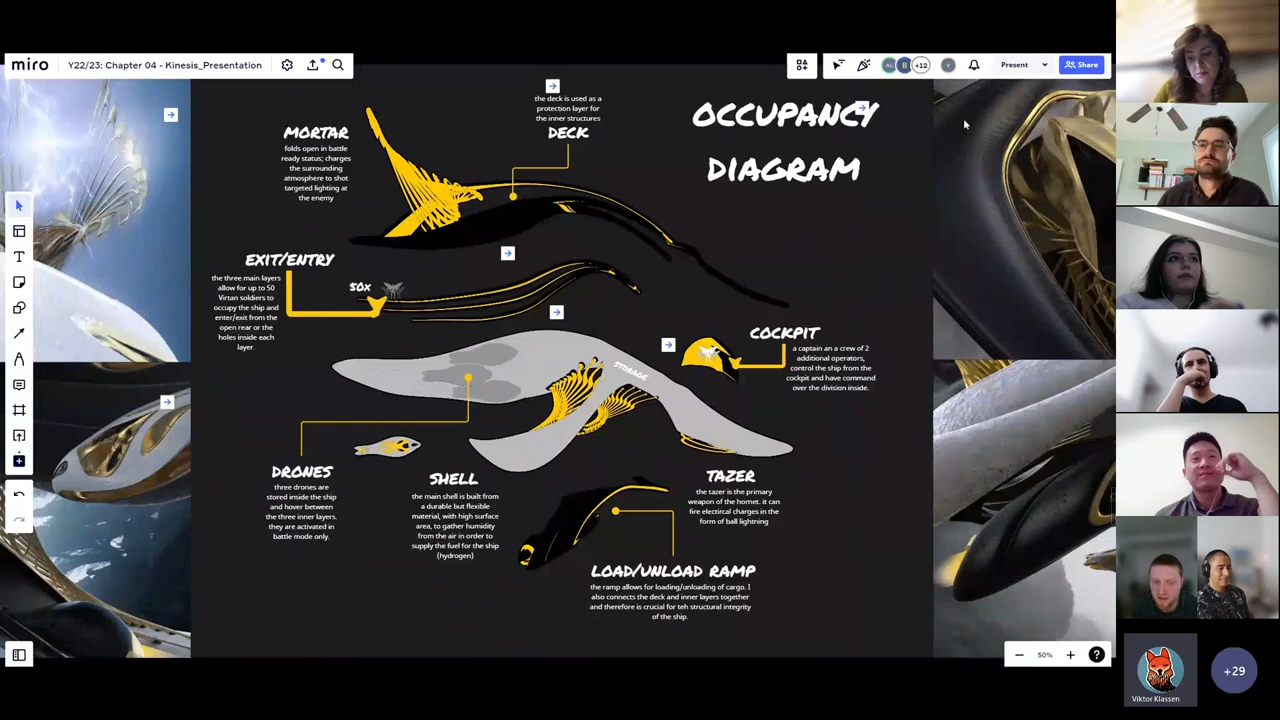 miro
Y22/23: Chapter 04 - Kinesis_Presentation
+12
Present
Share
OCCUPANCY
DIAGRAM
the deck is used as a
protection layer for
the inner structures
DECK
MORTAR
folds open in battle
ready status; charges
the surrounding
atmosphere to shot
targeted lighting at
the enemy
EXIT/ENTRY
the three main layers
allow for up to 50
Virtan soldiers to
occupy the ship and
enter/exit from the
open rear or the
holes inside each
layer.
50x
STORAGE
COCKPIT
a captain an a crew of 2
additional operators,
control the ship from the
cockpit and have command
over the division inside.
DRONES
three drones are
stored inside the ship
and hover between
the three inner layers.
they are activated in
battle mode only.
SHELL
the main shell is built from
a durable but flexible
material, with high surface
area, to gather humidity
from the air in order to
supply the fuel for the ship
(hydrogen)
TAZER
the tazer is the primary
weapon of the hornet. it can
fire electrical charges in the
form of ball lightning
LOAD/UNLOAD RAMP
the ramp allows for loading/unloading of cargo. I
also connects the deck and inner layers together
and therefore is crucial for teh structural integrity
of the ship.
50%
Viktor Klassen
+29